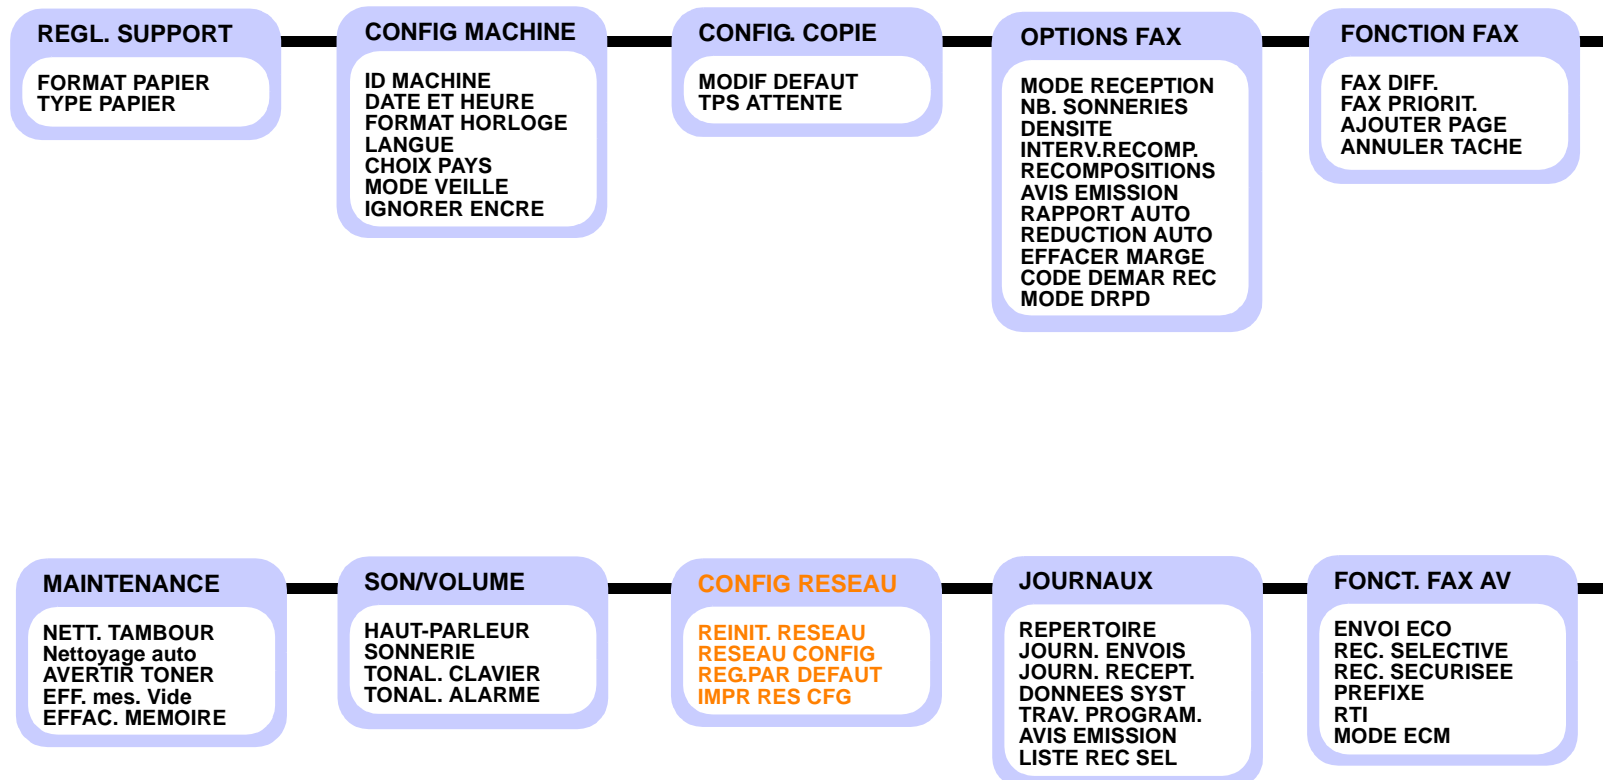 REGL. SUPPORT
FORMAT PAPIER
TYPE PAPIER
CONFIG MACHINE
ID MACHINE
DATE ET HEURE
FORMAT HORLOGE
LANGUE
CHOIX PAYS
MODE VEILLE
IGNORER ENCRE
CONFIG. COPIE
MODIF DEFAUT
TPS ATTENTE
OPTIONS FAX
MODE RECEPTION
NB. SONNERIES
DENSITE
INTERV.RECOMP.
RECOMPOSITIONS
AVIS EMISSION
RAPPORT AUTO
REDUCTION AUTO
EFFACER MARGE
CODE DEMAR REC
MODE DRPD
FONCTION FAX
FAX DIFF.
FAX PRIORIT.
AJOUTER PAGE
ANNULER TACHE
MAINTENANCE
NETT. TAMBOUR
Nettoyage auto
AVERTIR TONER
EFF. mes. Vide
EFFAC. MEMOIRE
SON/VOLUME
HAUT-PARLEUR
SONNERIE
TONAL. CLAVIER
TONAL. ALARME
CONFIG RESEAU
REINIT. RESEAU
RESEAU CONFIG
REG.PAR DEFAUT
IMPR RES CFG
JOURNAUX
REPERTOIRE
JOURN. ENVOIS
JOURN. RECEPT.
DONNEES SYST
TRAV. PROGRAM.
AVIS EMISSION
LISTE REC SEL
FONCT. FAX AV
ENVOI ECO
REC. SELECTIVE
REC. SECURISEE
PREFIXE
RTI
MODE ECM